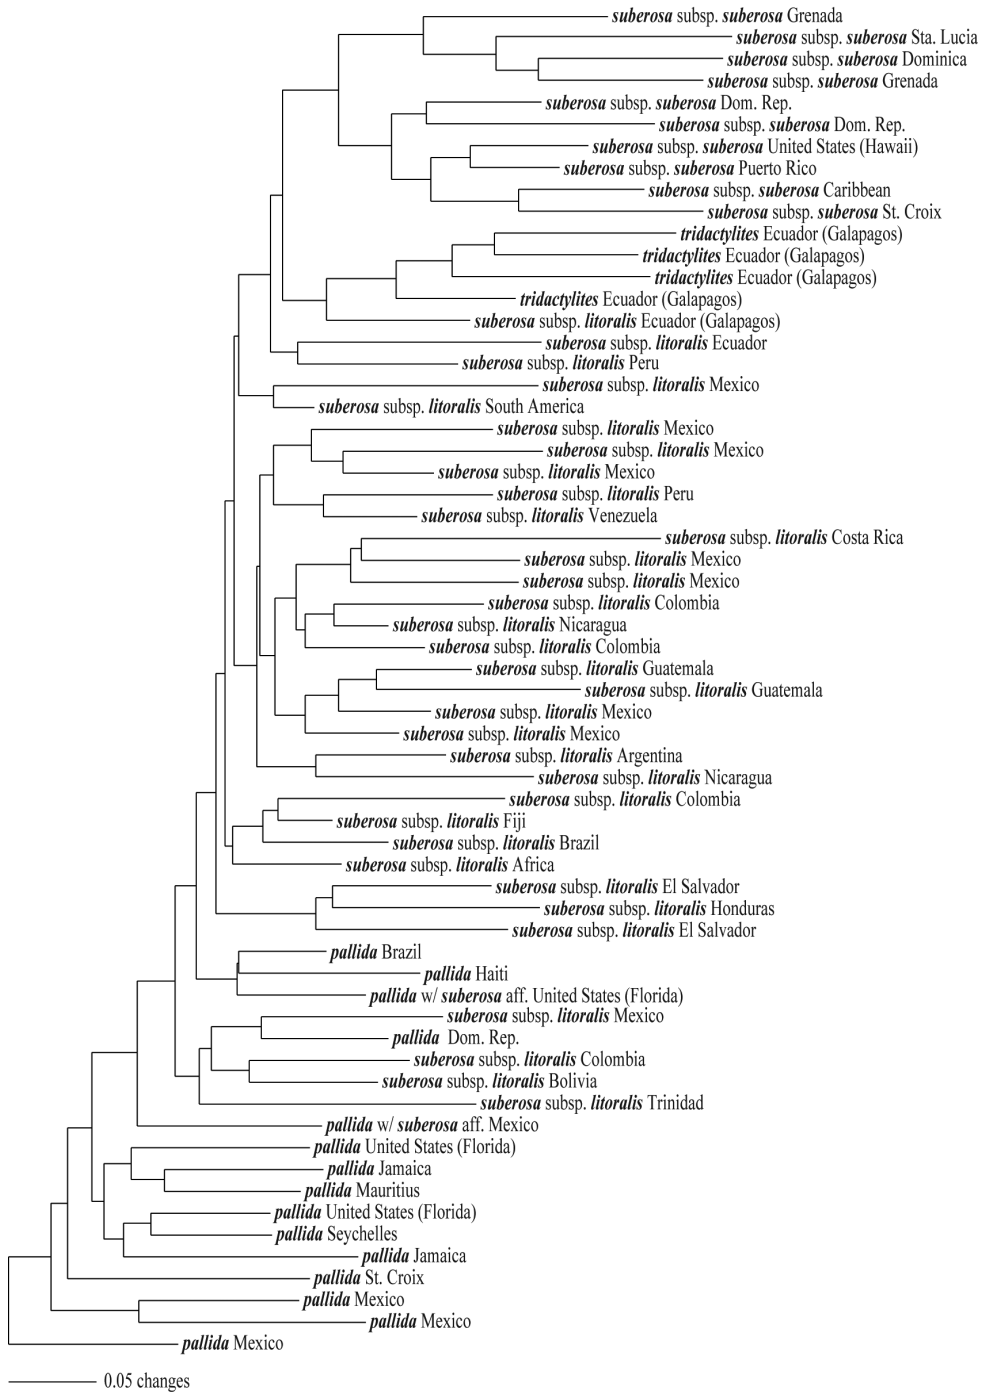 suberosa subsp. suberosa Grenada
suberosa subsp. suberosa Sta. Lucia
suberosa subsp. suberosa Dominica
suberosa subsp. suberosa Grenada
suberosa subsp. suberosa Dom. Rep.
suberosa subsp. suberosa Dom. Rep.
suberosa subsp. suberosa United States (Hawaii)
suberosa subsp. suberosa Puerto Rico
suberosa subsp. suberosa Caribbean
suberosa subsp. suberosa St. Croix
tridactylites Ecuador (Galapagos)
tridactylites Ecuador (Galapagos)
tridactylites Ecuador (Galapagos)
tridactylites Ecuador (Galapagos)
suberosa subsp. litoralis Ecuador (Galapagos)
suberosa subsp. litoralis Ecuador
suberosa subsp. litoralis Peru
suberosa subsp. litoralis Mexico
suberosa subsp. litoralis South America
suberosa subsp. litoralis Mexico
suberosa subsp. litoralis Mexico
suberosa subsp. litoralis Mexico
suberosa subsp. litoralis Peru
suberosa subsp. litoralis Venezuela
suberosa subsp. litoralis Costa Rica
suberosa subsp. litoralis Mexico
suberosa subsp. litoralis Mexico
suberosa subsp. litoralis Colombia
suberosa subsp. litoralis Nicaragua
suberosa subsp. litoralis Colombia
suberosa subsp. litoralis Guatemala
suberosa subsp. litoralis Guatemala
suberosa subsp. litoralis Mexico
suberosa subsp. litoralis Mexico
suberosa subsp. litoralis Argentina
suberosa subsp. litoralis Nicaragua
suberosa subsp. litoralis Colombia
suberosa subsp. litoralis Fiji
suberosa subsp. litoralis Brazil
suberosa subsp. litoralis Africa
suberosa subsp. litoralis El Salvador
suberosa subsp. litoralis Honduras
suberosa subsp. litoralis El Salvador
pallida Brazil
pallida Haiti
pallida w/ suberosa aff. United States (Florida)
suberosa subsp. litoralis Mexico
pallida Dom. Rep.
suberosa subsp. litoralis Colombia
suberosa subsp. litoralis Bolivia
suberosa subsp. litoralis Trinidad
pallida w/ suberosa aff. Mexico
pallida United States (Florida)
pallida Jamaica
pallida Mauritius
pallida United States (Florida)
pallida Seychelles
pallida Jamaica
pallida St. Croix
pallida Mexico
pallida Mexico
pallida Mexico
0.05 changes